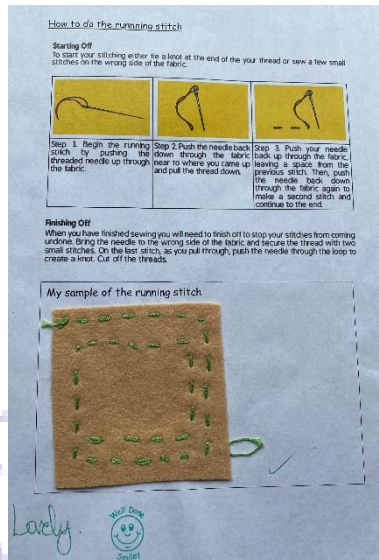 How to do the runnning stitch
Starting Off
To start your stitching either tie a knot at the end of the your thread or sew a few small
stitches on the wrong side of the fabric.
Step 1. Begin the running
stitch by pushing the
threaded needle up through
the fabric.
Step 2. Push the needle back
down through the fabric
near to where you came up
and pull the thread down.
Step 3. Push your needle
back up through the fabric,
leaving a space from the
previous stitch. Then, push
the needle back down
through the fabric again to
make a second stitch and
continue to the end.
Finishing Off
When you have finished sewing you will need to finish off to stop your stitches from coming
undone. Bring the needle to the wrong side of the fabric and secure the thread with two
small stitches. On the last stitch, as you pull through, push the needle through the loop to
create a knot. Cut off the threads.
My sample of the running stitch
Lovely.
Well Done
Smiley